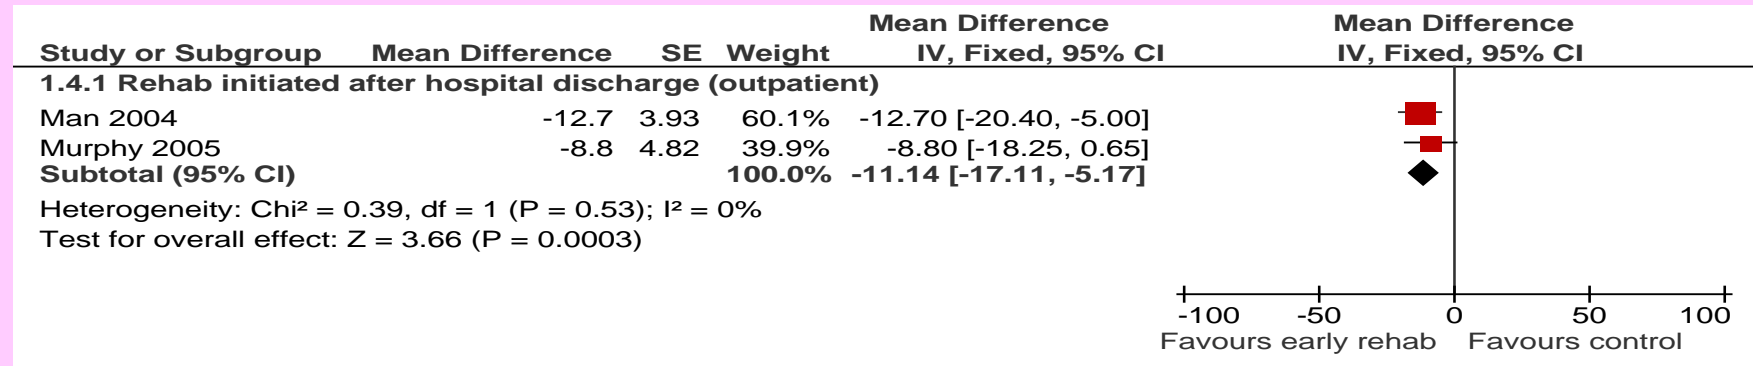 Mean Difference Mean Difference
Study or Subgroup Mean Difference SE Weight IV, Fixed, 95% CI IV, Fixed, 95% CI
1.4.1 Rehab initiated after hospital discharge (outpatient)
Man 2004 -12.7 3.93 60.1% -12.70 [-20.40, -5.00]
Murphy 2005 -8.8 4.82 39.9% -8.80 [-18.25, 0.65]
Subtotal (95% CI) 100.0% -11.14 [-17.11, -5.17]
Heterogeneity: Chi² = 0.39, df = 1 (P = 0.53); I² = 0%
Test for overall effect: Z = 3.66 (P = 0.0003)
-100 -50 0 50 100
Favours early rehab Favours control